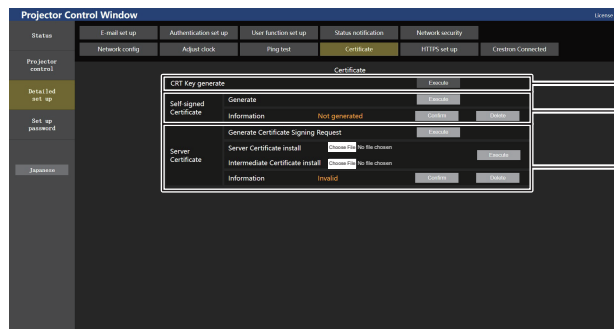 Projector Control Window
License
Status
E-mail set up
Authentication set up
User function set up
Status notification
Network security
Network config
Adjust clock
Ping test
Certificate
HTTPS set up
Crestron Connected
Projector
control
Detailed
set up
Set up
password
Japanese
Certificate
CRT Key generate
Execute
Self-signed
Certificate
Generate
Execute
Information
Not generated
Confirm
Delete
Server
Certificate
Generate Certificate Signing Request
Execute
Server Certificate install
Choose File No file chosen
Intermediate Certificate install
Choose File No file chosen
Execute
Information
Invalid
Confirm
Delete